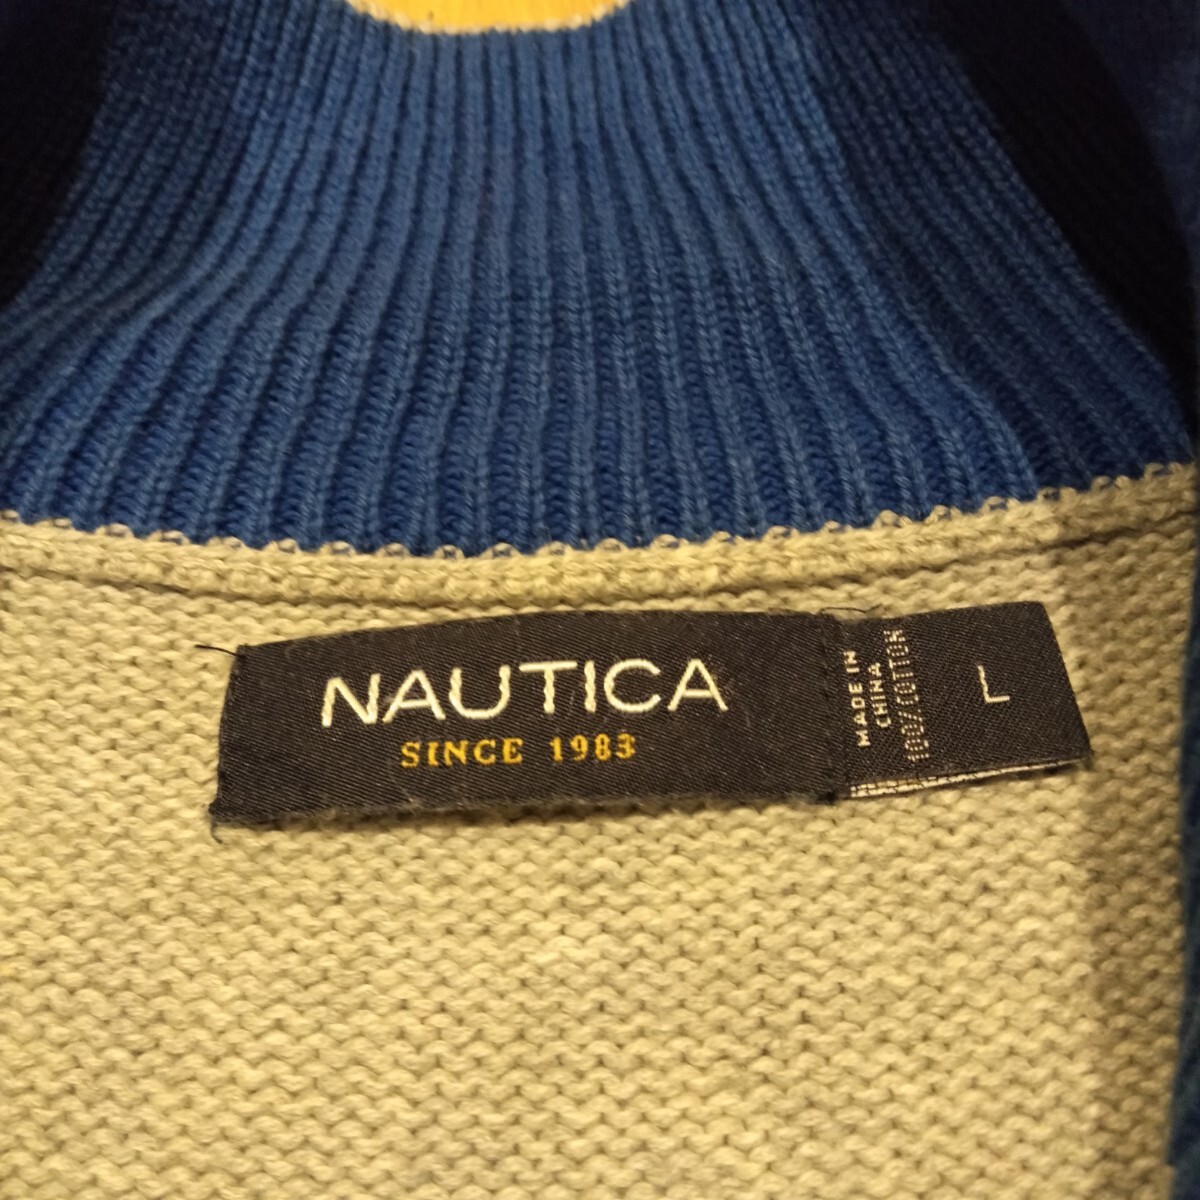 NAUTICA
SINCE 1983
MADE IN
CHINA
100/COTTON
L